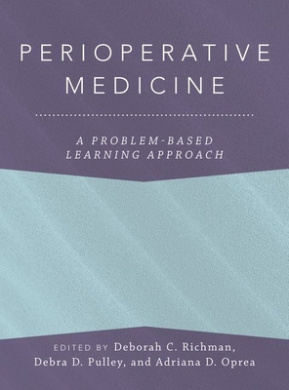 PERIOPERATIVE
MEDICINE
A PROBLEM-BASED
LEARNING APPROACH
EDITED BY Deborah C. Richman,
Debra D. Pulley, and Adriana D. Oprea